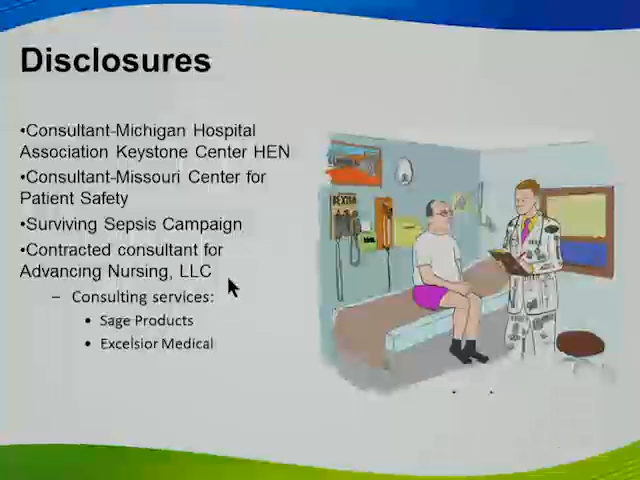 Disclosures
•Consultant-Michigan Hospital
Association Keystone Center HEN
•Consultant-Missouri Center for
Patient Safety
•Surviving Sepsis Campaign
•Contracted consultant for
Advancing Nursing, LLC
– Consulting services:
• Sage Products
• Excelsior Medical